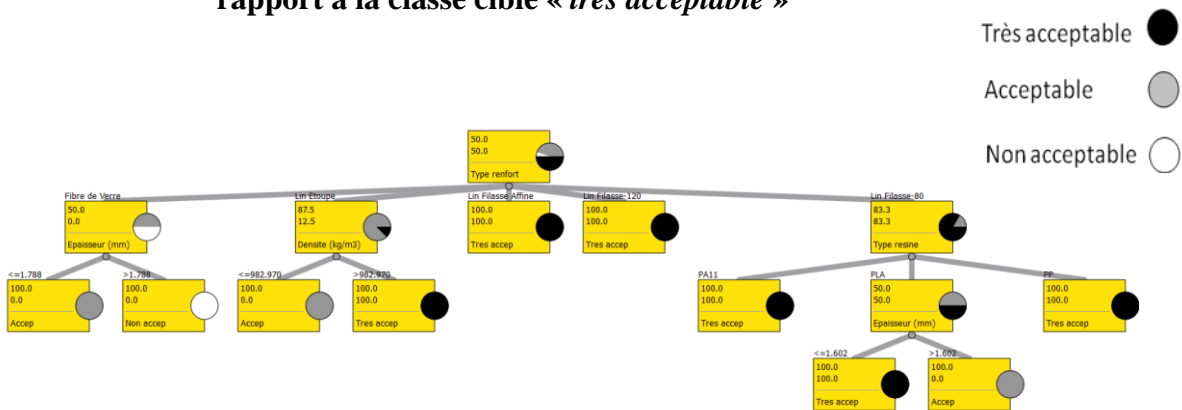 rapport à la classe cible « très acceptable »
Très acceptable
Acceptable
Non acceptable
50.0
50.0
Type renfort
Fibre de Verre
50.0
0.0
Epaisseur (mm)
Lin Etoupe
87.5
12.5
Densite (kg/m3)
Lin Filasse Affine
100.0
100.0
Tres accep
Lin Filasse-120
100.0
100.0
Tres accep
Lin Filasse-80
83.3
83.3
Type resine
<=1.788
100.0
0.0
Accep
>1.788
100.0
0.0
Non accep
<=982.970
100.0
0.0
Accep
>982.970
100.0
100.0
Tres accep
PA11
100.0
100.0
Tres accep
PLA
50.0
50.0
Epaisseur (mm)
PP
100.0
100.0
Tres accep
<=1.602
100.0
100.0
Tres accep
>1.602
100.0
0.0
Accep